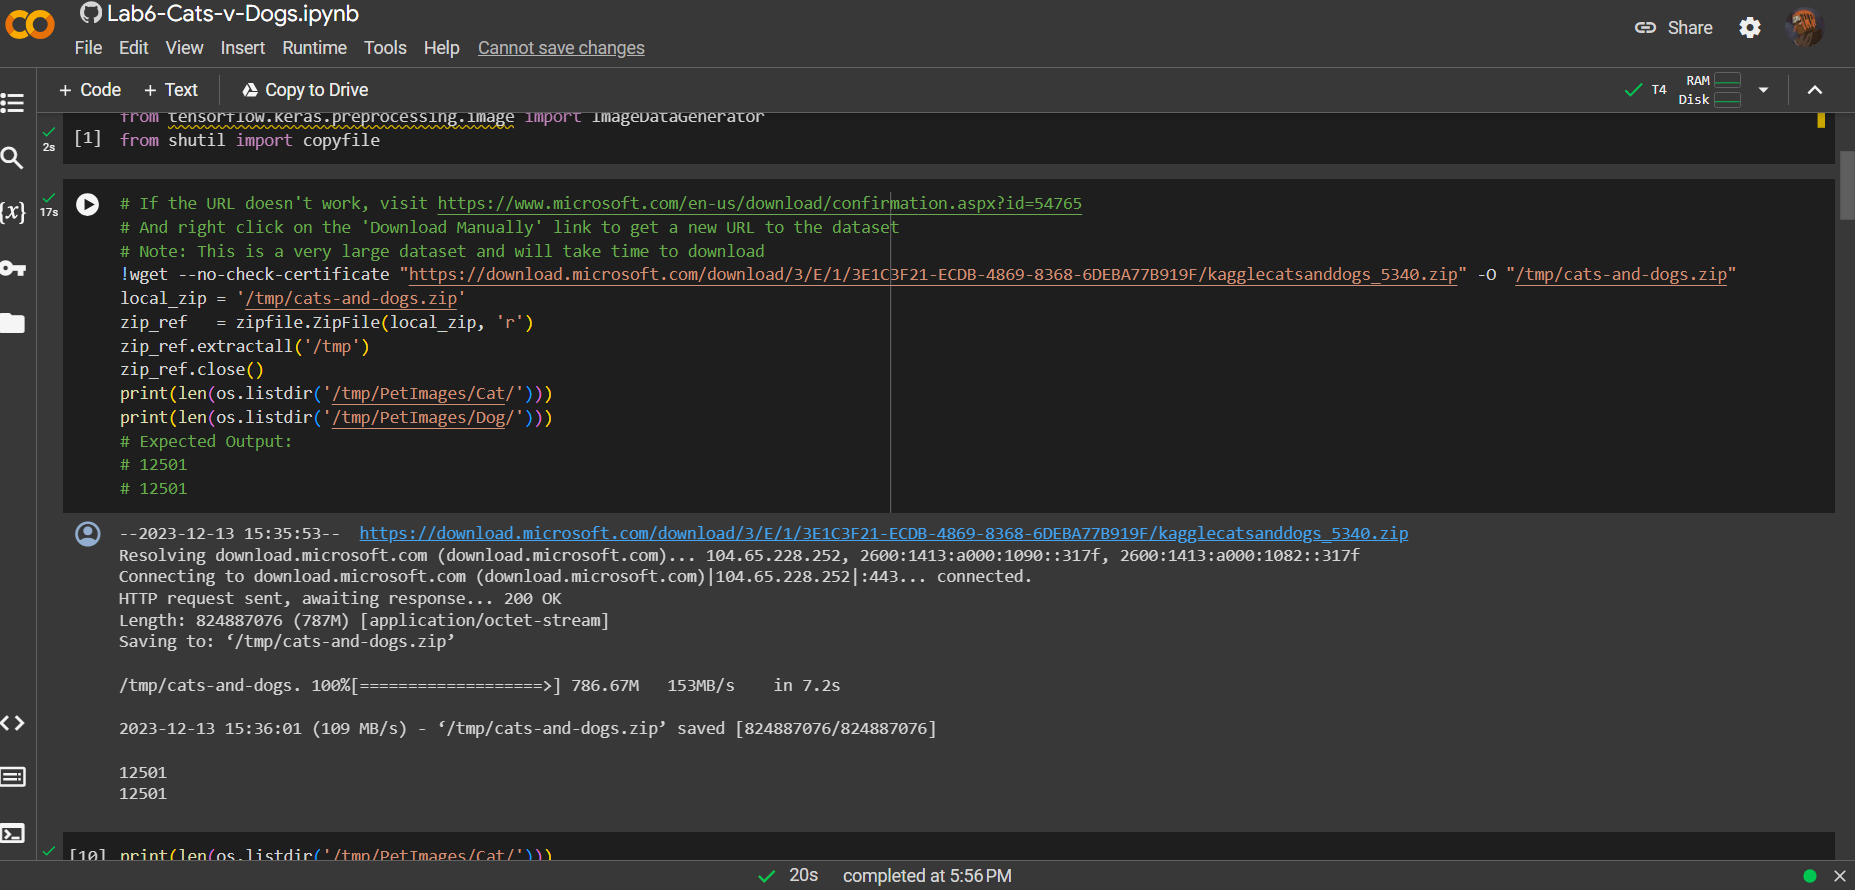 Lab6-Cats-v-Dogs.ipynb
File Edit View Insert Runtime Tools Help Cannot save changes
Share
+ Code + Text Copy to Drive
T4 RAM
Disk
from tensorflow.keras.preprocessing.image import ImageDataGenerator
2s [1] from shutil import copyfile
17s
{x}
# If the URL doesn't work, visit https://www.microsoft.com/en-us/download/confirmation.aspx?id=54765
# And right click on the 'Download Manually' link to get a new URL to the dataset
# Note: This is a very large dataset and will take time to download
!wget --no-check-certificate "https://download.microsoft.com/download/3/E/1/3E1C3F21-ECDB-4869-8368-6DEBA77B919F/kagglecatsanddogs_5340.zip" -O "/tmp/cats-and-dogs.zip"
local_zip = '/tmp/cats-and-dogs.zip'
zip_ref   = zipfile.ZipFile(local_zip, 'r')
zip_ref.extractall('/tmp')
zip_ref.close()
print(len(os.listdir('/tmp/PetImages/Cat/')))
print(len(os.listdir('/tmp/PetImages/Dog/')))
# Expected Output:
# 12501
# 12501
--2023-12-13 15:35:53--  https://download.microsoft.com/download/3/E/1/3E1C3F21-ECDB-4869-8368-6DEBA77B919F/kagglecatsanddogs_5340.zip
Resolving download.microsoft.com (download.microsoft.com)... 104.65.228.252, 2600:1413:a000:1090::317f, 2600:1413:a000:1082::317f
Connecting to download.microsoft.com (download.microsoft.com)|104.65.228.252|:443... connected.
HTTP request sent, awaiting response... 200 OK
Length: 824887076 (787M) [application/octet-stream]
Saving to: ‘/tmp/cats-and-dogs.zip’
/tmp/cats-and-dogs. 100%[===================>] 786.67M   153MB/s    in 7.2s
2023-12-13 15:36:01 (109 MB/s) - ‘/tmp/cats-and-dogs.zip’ saved [824887076/824887076]
12501
12501
[10] print(len(os.listdir('/tmp/PetImages/Cat/')))
20s completed at 5:56 PM